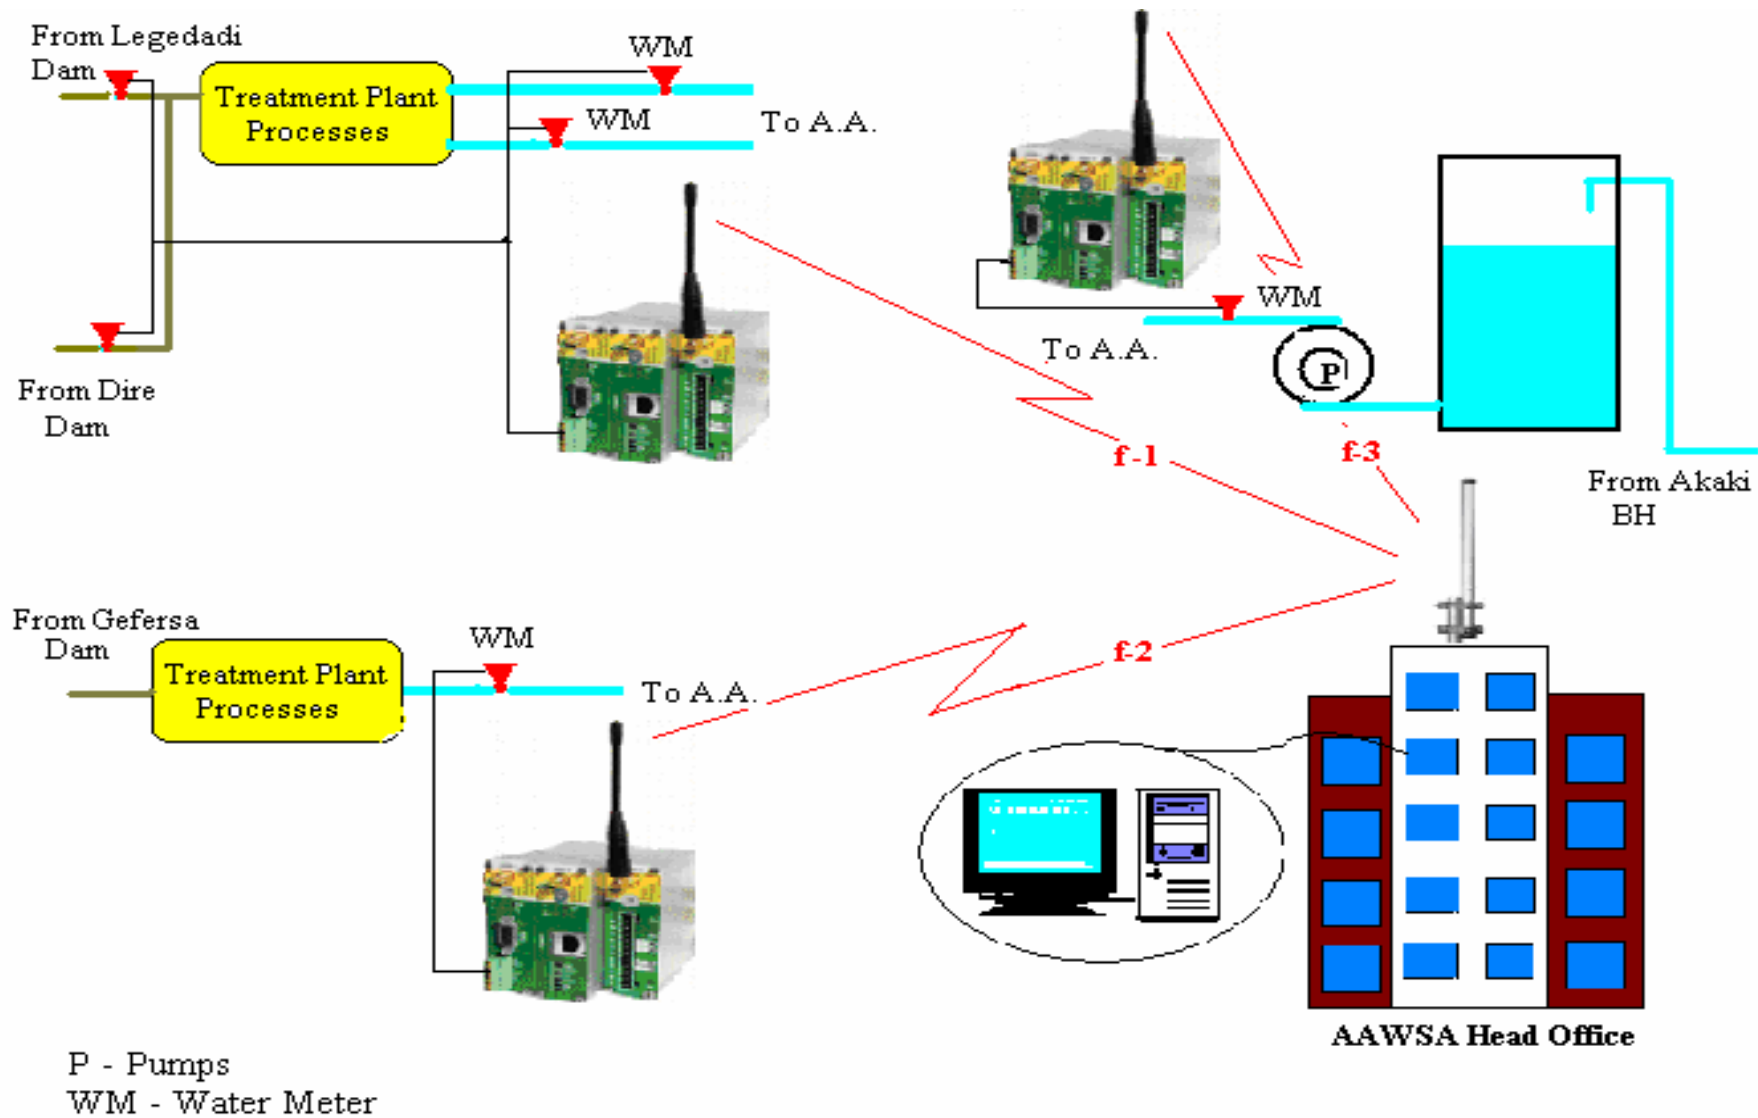 From Legedadi
Dam
Treatment Plant
Processes
WM
WM
To A.A.
From Dire
Dam
WM
To A.A.
P
From Akaki
BH
f-1
f-3
From Gefersa
Dam
Treatment Plant
Processes
WM
To A.A.
f-2
AAWSA Head Office
P - Pumps
WM - Water Meter